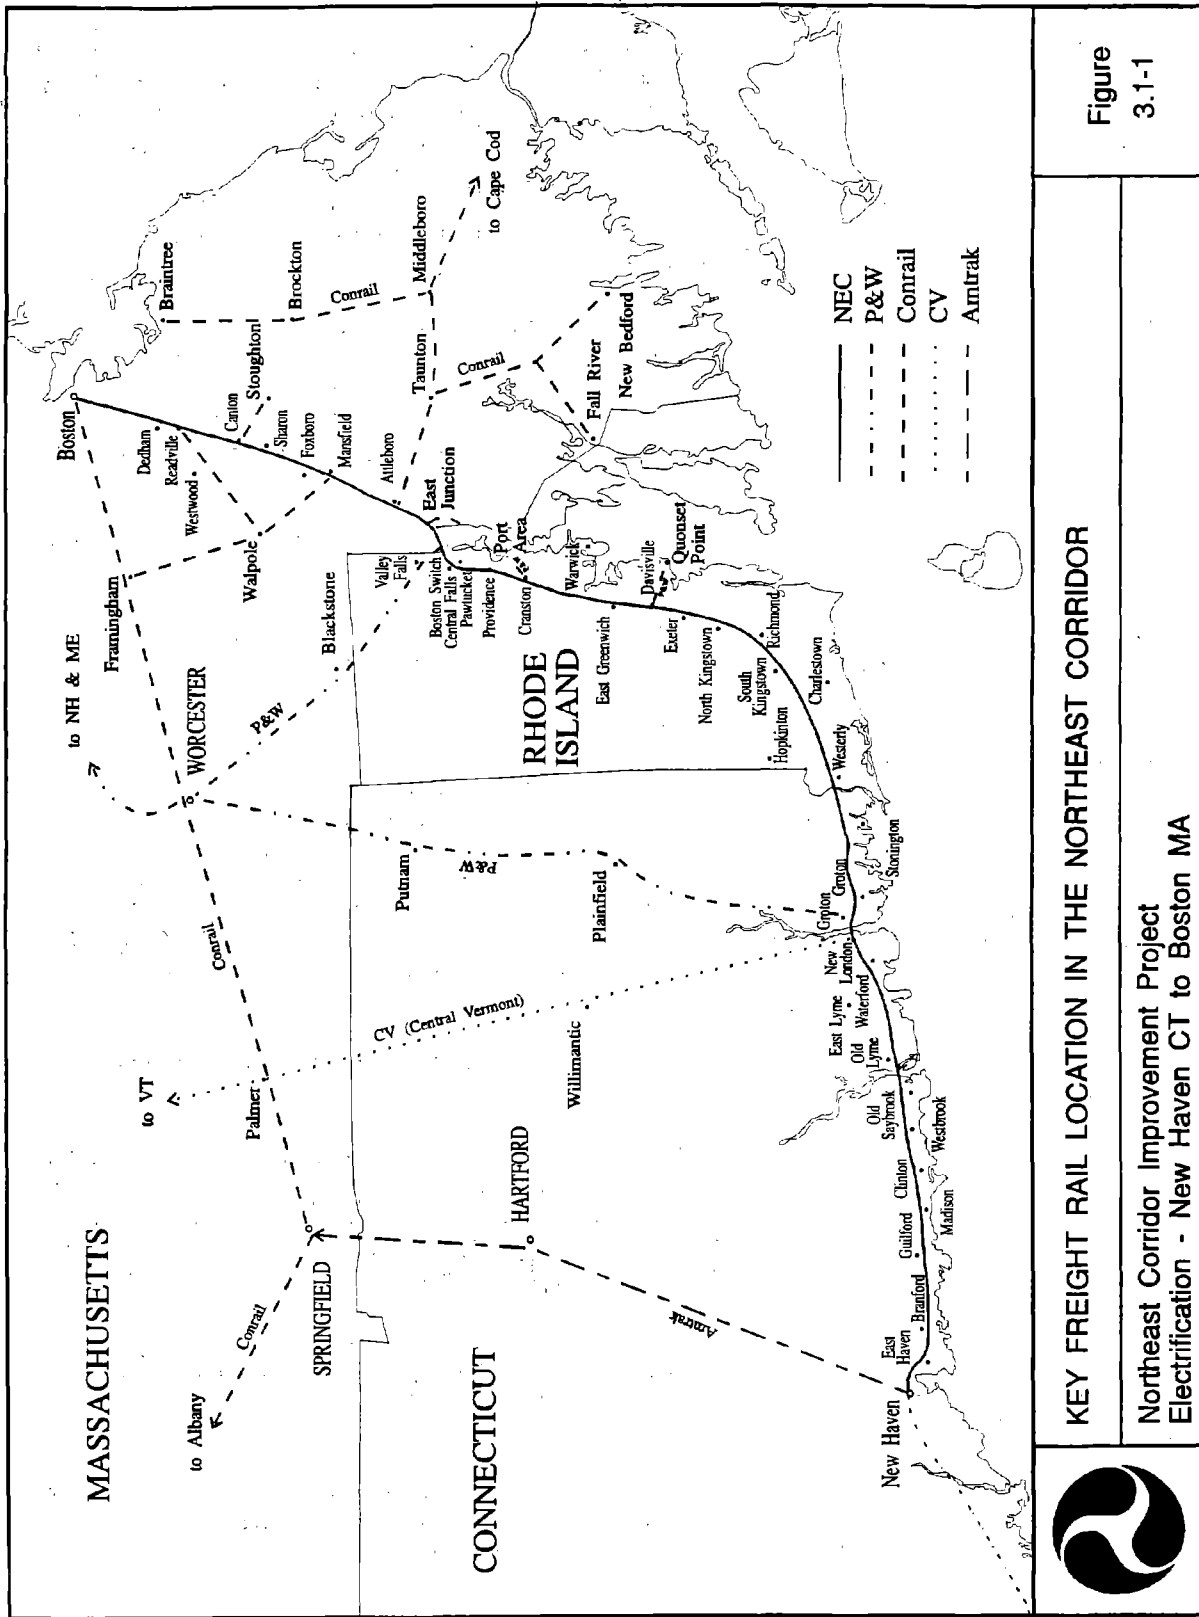 MASSACHUSETTS
to Albany
Conrail
SPRINGFIELD
to VT
Palmer
Conrail
to NH & ME
WORCESTER
Framingham
Boston
Walpole
Blackstone
P&W
Dedham
Readville
Westwood
Canton
Stoughton
Sharon
Foxboro
Mansfield
Braintree
Brockton
Conrail
Middleboro
to Cape Cod
Taunton
Conrail
Attleboro
East
Junction
Fall River
New Bedford
Valley
Falls
Boston Switch
Central Falls
Pawtucket
Providence
Port
Area
Cranston
Warwick
Davisville
Quonset
Point
RHODE
ISLAND
East Greenwich
Exeter
North Kingstown
South
Kingstown
Richmond
Hopkinton
Charlestown
Westerly
CONNECTICUT
HARTFORD
Amtrak
CV (Central Vermont)
Willimantic
Putnam
P&W
Plainfield
Groton
Groton
Stonington
New
London
Waterford
East Lyme
Old
Lyme
Old
Saybrook
Westbrook
Clinton
Madison
Guilford
Branford
East
Haven
New Haven
NEC
P&W
Conrail
CV
Amtrak
KEY FREIGHT RAIL LOCATION IN THE NORTHEAST CORRIDOR
Northeast Corridor Improvement Project
Electrification - New Haven CT to Boston MA
Figure
3.1-1